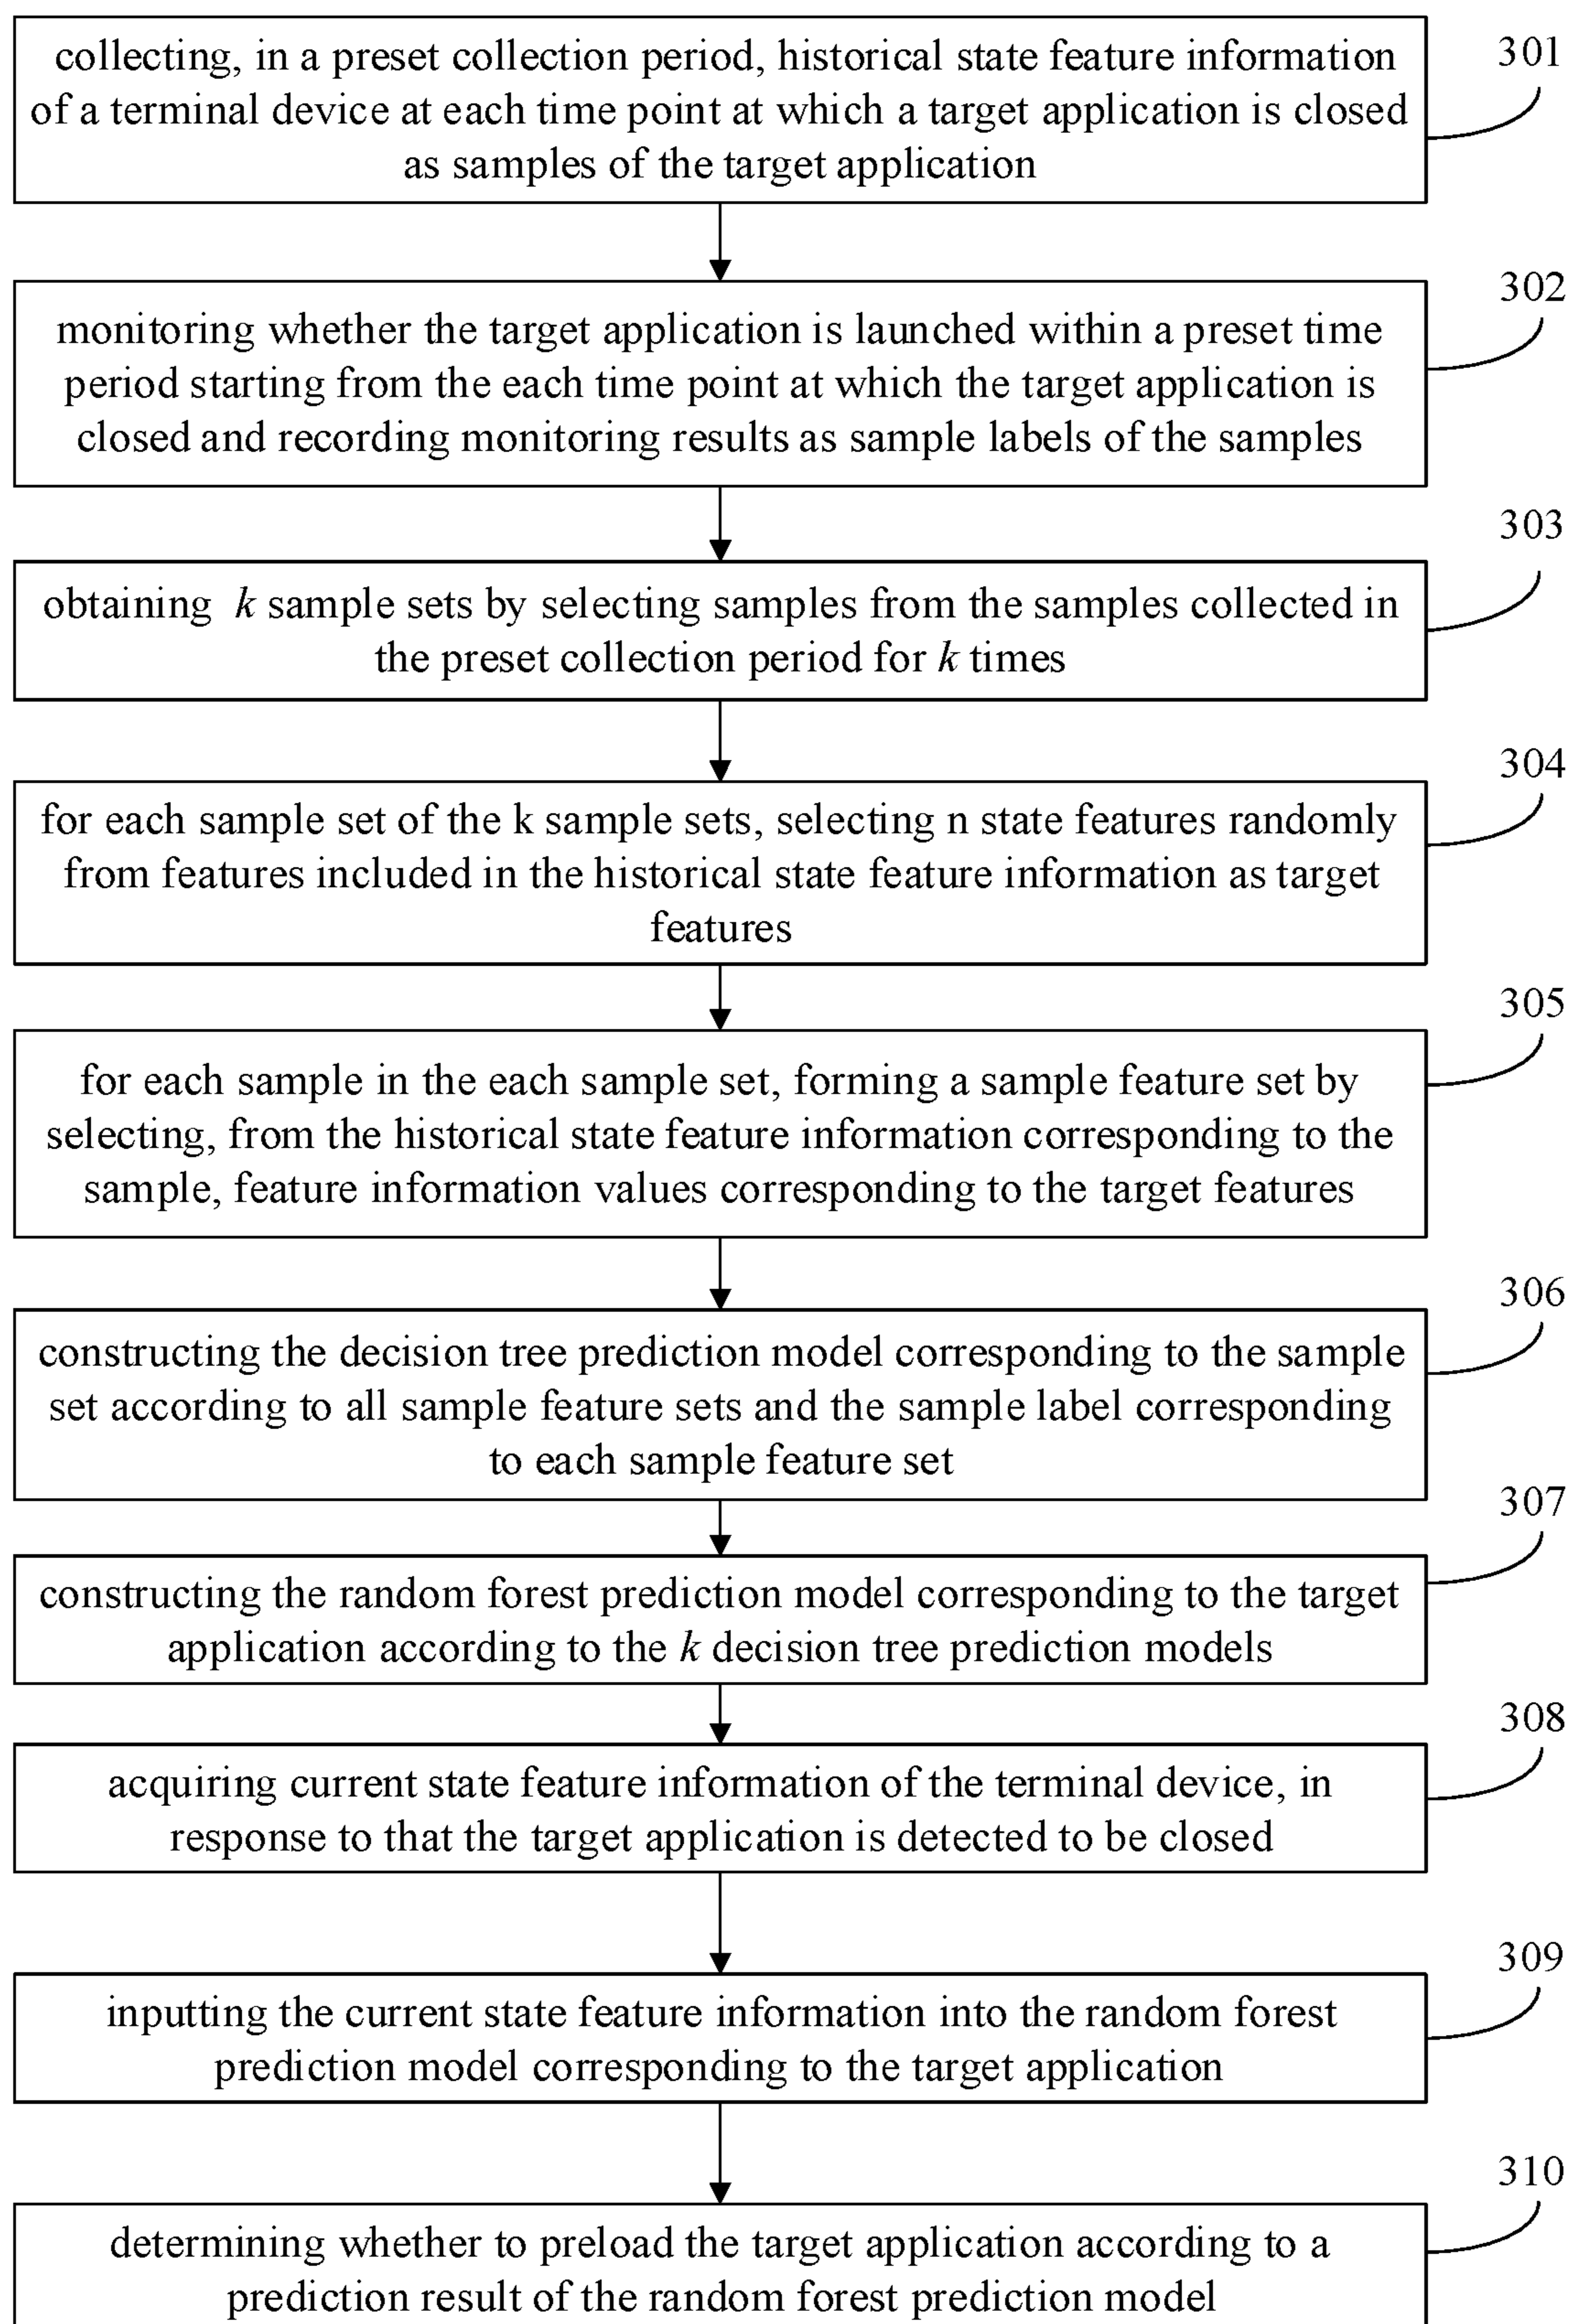 collecting, in a preset collection period, historical state feature information
of a terminal device at each time point at which a target application is closed
as samples of the target application
301
monitoring whether the target application is launched within a preset time
period starting from the each time point at which the target application is
closed and recording monitoring results as sample labels of the samples
302
obtaining k sample sets by selecting samples from the samples collected in
the preset collection period for k times
303
for each sample set of the k sample sets, selecting n state features randomly
from features included in the historical state feature information as target
features
304
for each sample in the each sample set, forming a sample feature set by
selecting, from the historical state feature information corresponding to the
sample, feature information values corresponding to the target features
305
constructing the decision tree prediction model corresponding to the sample
set according to all sample feature sets and the sample label corresponding
to each sample feature set
306
constructing the random forest prediction model corresponding to the target
application according to the k decision tree prediction models
307
acquiring current state feature information of the terminal device, in
response to that the target application is detected to be closed
308
inputting the current state feature information into the random forest
prediction model corresponding to the target application
309
determining whether to preload the target application according to a
prediction result of the random forest prediction model
310